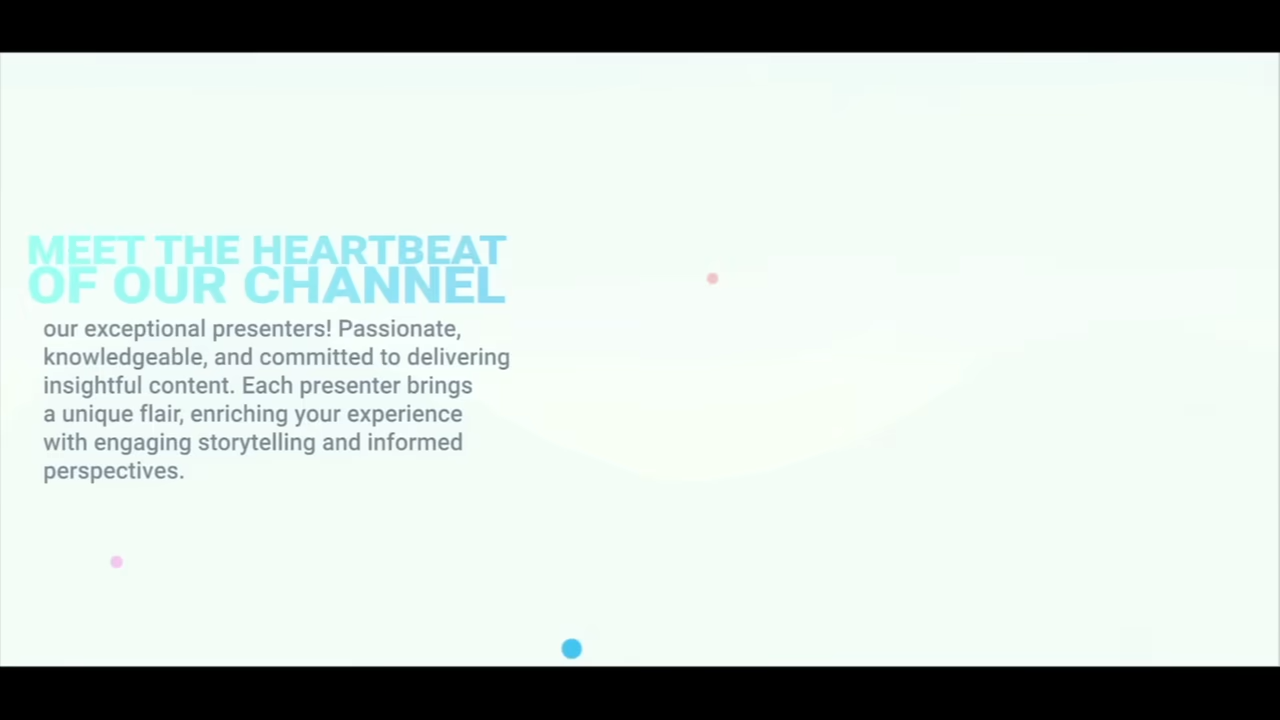 MEET THE HEARTBEAT
OF OUR CHANNEL
our exceptional presenters! Passionate,
knowledgeable, and committed to delivering
insightful content. Each presenter brings
a unique flair, enriching your experience
with engaging storytelling and informed
perspectives.